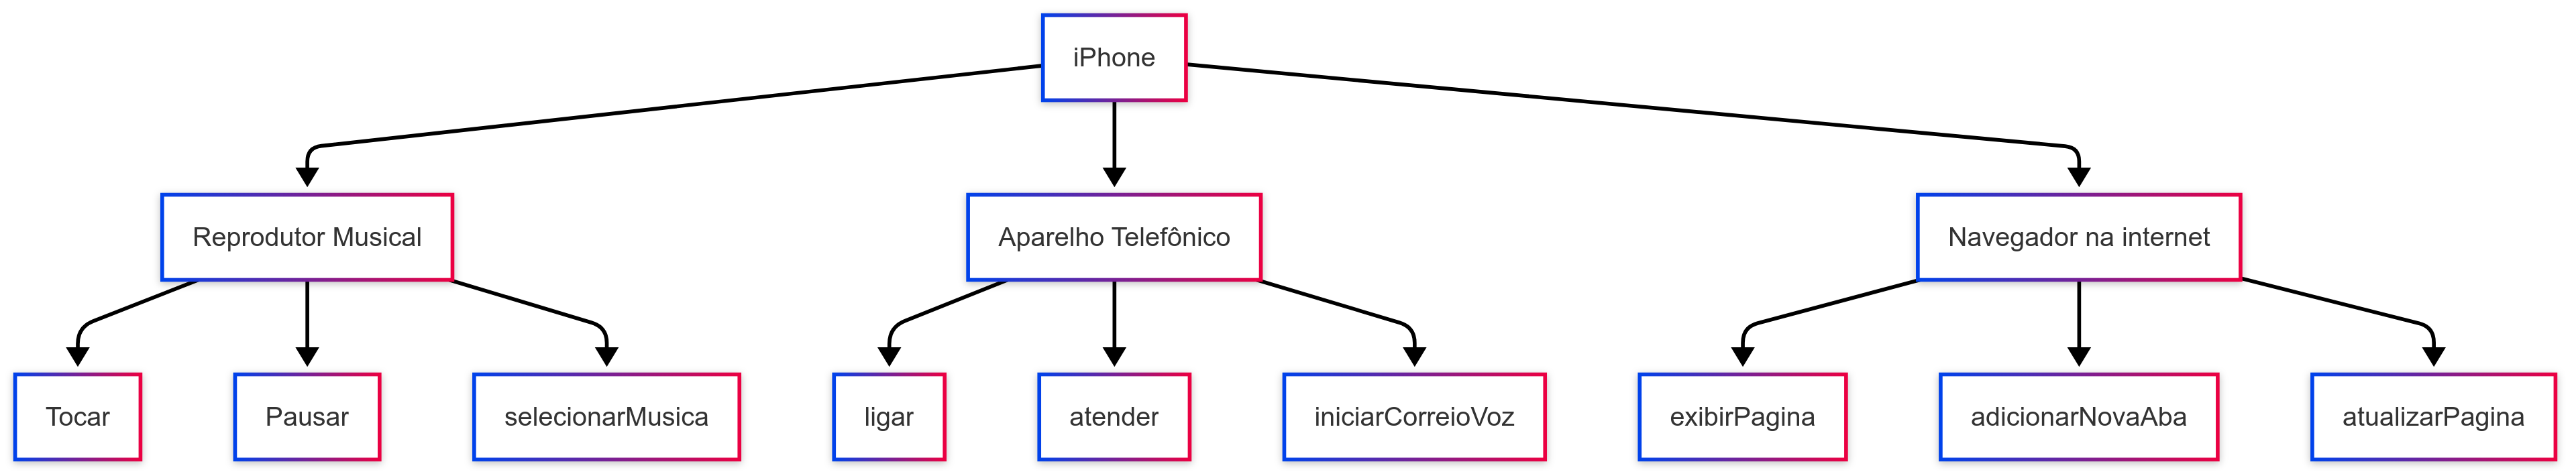 iPhone
Reprodutor Musical
Aparelho Telefônico
Navegador na internet
Tocar
Pausar
selecionarMusica
ligar
atender
iniciarCorreioVoz
exibirPagina
adicionarNovaAba
atualizarPagina